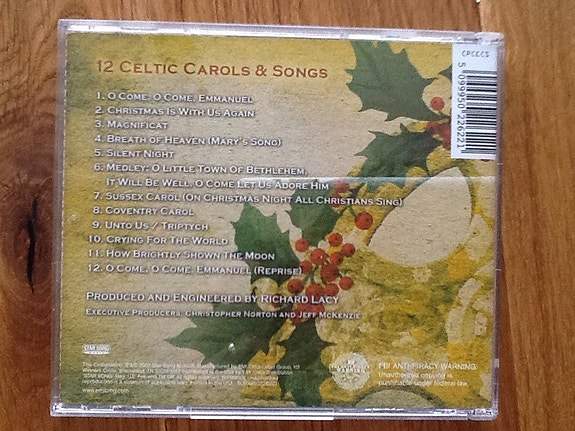 12 Celtic Carols & Songs
1. O Come, O Come, Emmanuel
2. Christmas Is With Us Again
3. Magnificat
4. Breath of Heaven (Mary's Song)
5. Silent Night
6. Medley: O Little Town of Bethlehem,
It Will Be Well, O Come Let Us Adore Him
7. Sussex Carol (On Christmas Night All Christians Sing)
8. Coventry Carol
9. Unto Us / Triptych
10. Crying For The World
11. How Brightly Shown The Moon
12. O Come, O Come, Emmanuel (Reprise)
Produced and Engineered by Richard Lacy
Executive Producers: Christopher Norton and Jeff McKenzie
CPCECS
5 099950 226221
STAR SONG
FBI ANTI-PIRACY WARNING:
Unauthorized copying is
punishable under federal law.